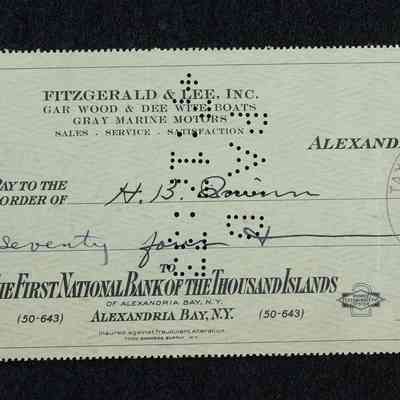 FITZGERALD & LEE, INC.
GAR WOOD & DEE WITE BOATS
GRAY MARINE MOTORS
SALES - SERVICE - SATISFACTION
ALEXANDRIA
PAY TO THE
ORDER OF H. B.
Seventy four &
TO
THE FIRST NATIONAL BANK OF THE THOUSAND ISLANDS
OF ALEXANDRIA BAY, N.Y.
(50-643) ALEXANDRIA BAY, N.Y. (50-643)
Insured against fraudulent alteration